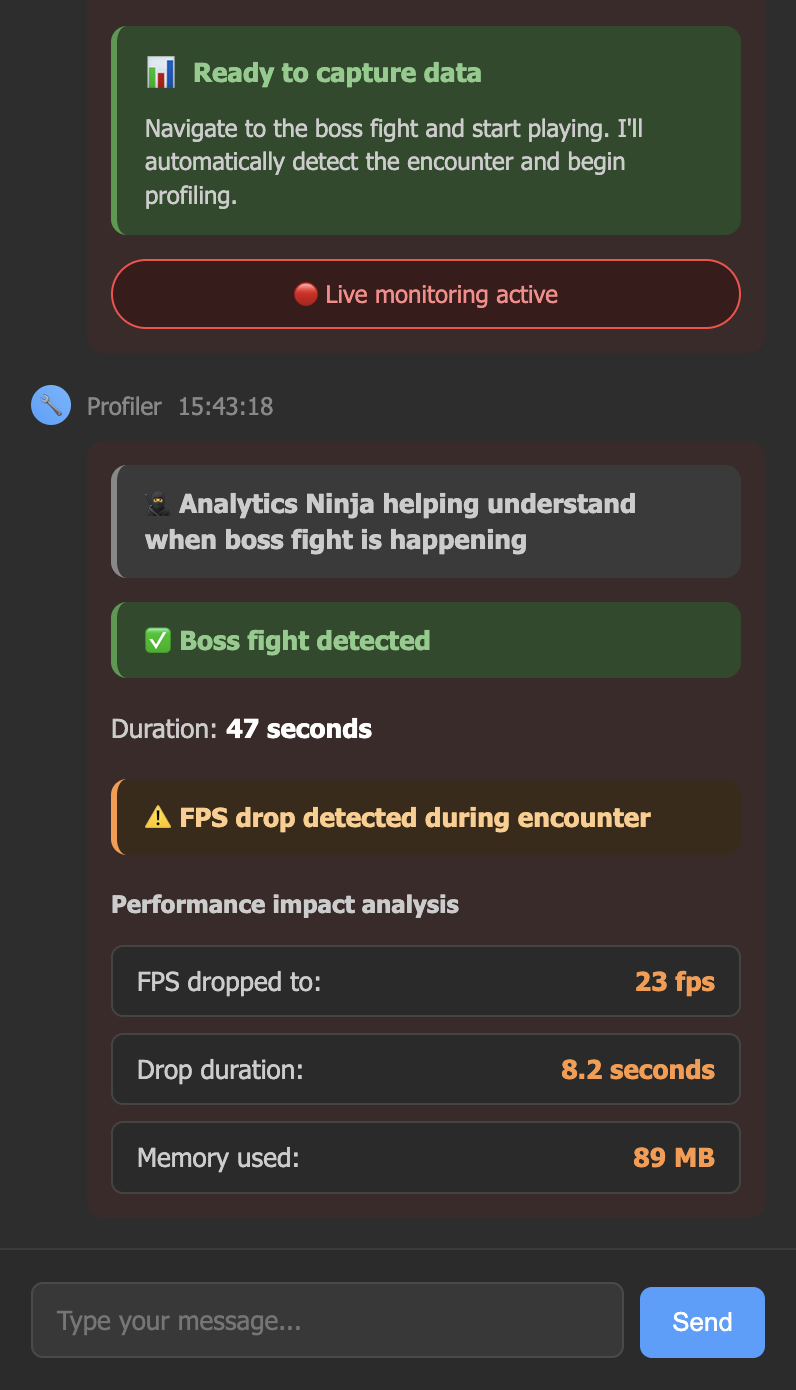 Ready to capture data
Navigate to the boss fight and start playing. I'll
automatically detect the encounter and begin
profiling.
Live monitoring active
Profiler 15:43:18
Analytics Ninja helping understand
when boss fight is happening
Boss fight detected
Duration: 47 seconds
FPS drop detected during encounter
Performance impact analysis
FPS dropped to: 23 fps
Drop duration: 8.2 seconds
Memory used: 89 MB
Type your message...
Send